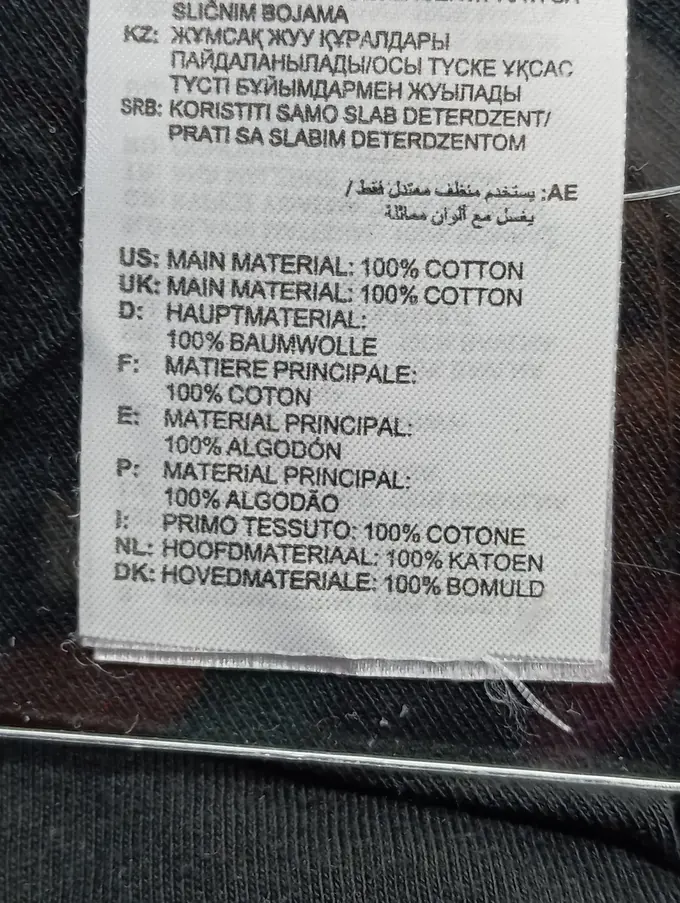 SLIČNIM BOJAMA
KZ: ЖҰМСАҚ ЖУУ ҚҰРАЛДАРЫ
ПАЙДАЛАНЫЛАДЫ/ОСЫ ТҮСКЕ ҰҚСАС
ТҮСТІ БҰЙЫМДАРМЕН ЖУЫЛАДЫ
SRB: KORISTITI SAMO SLAB DETERDZENT/
PRATI SA SLABIM DETERDZENTOM
AE: يستخدم منظف معتدل فقط /
يغسل مع ألوان مماثلة
US: MAIN MATERIAL: 100% COTTON
UK: MAIN MATERIAL: 100% COTTON
D: HAUPTMATERIAL:
100% BAUMWOLLE
F: MATIERE PRINCIPALE:
100% COTON
E: MATERIAL PRINCIPAL:
100% ALGODÓN
P: MATERIAL PRINCIPAL:
100% ALGODÃO
I: PRIMO TESSUTO: 100% COTONE
NL: HOOFDMATERIAAL: 100% KATOEN
DK: HOVEDMATERIALE: 100% BOMULD